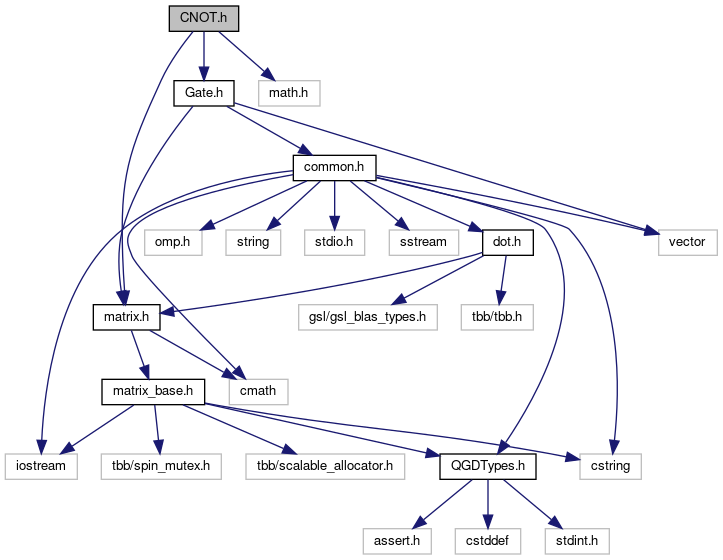 CNOT.h
Gate.h
math.h
common.h
omp.h
string
stdio.h
sstream
dot.h
vector
matrix.h
gsl/gsl_blas_types.h
tbb/tbb.h
matrix_base.h
cmath
iostream
tbb/spin_mutex.h
tbb/scalable_allocator.h
QGDTypes.h
cstring
assert.h
cstddef
stdint.h